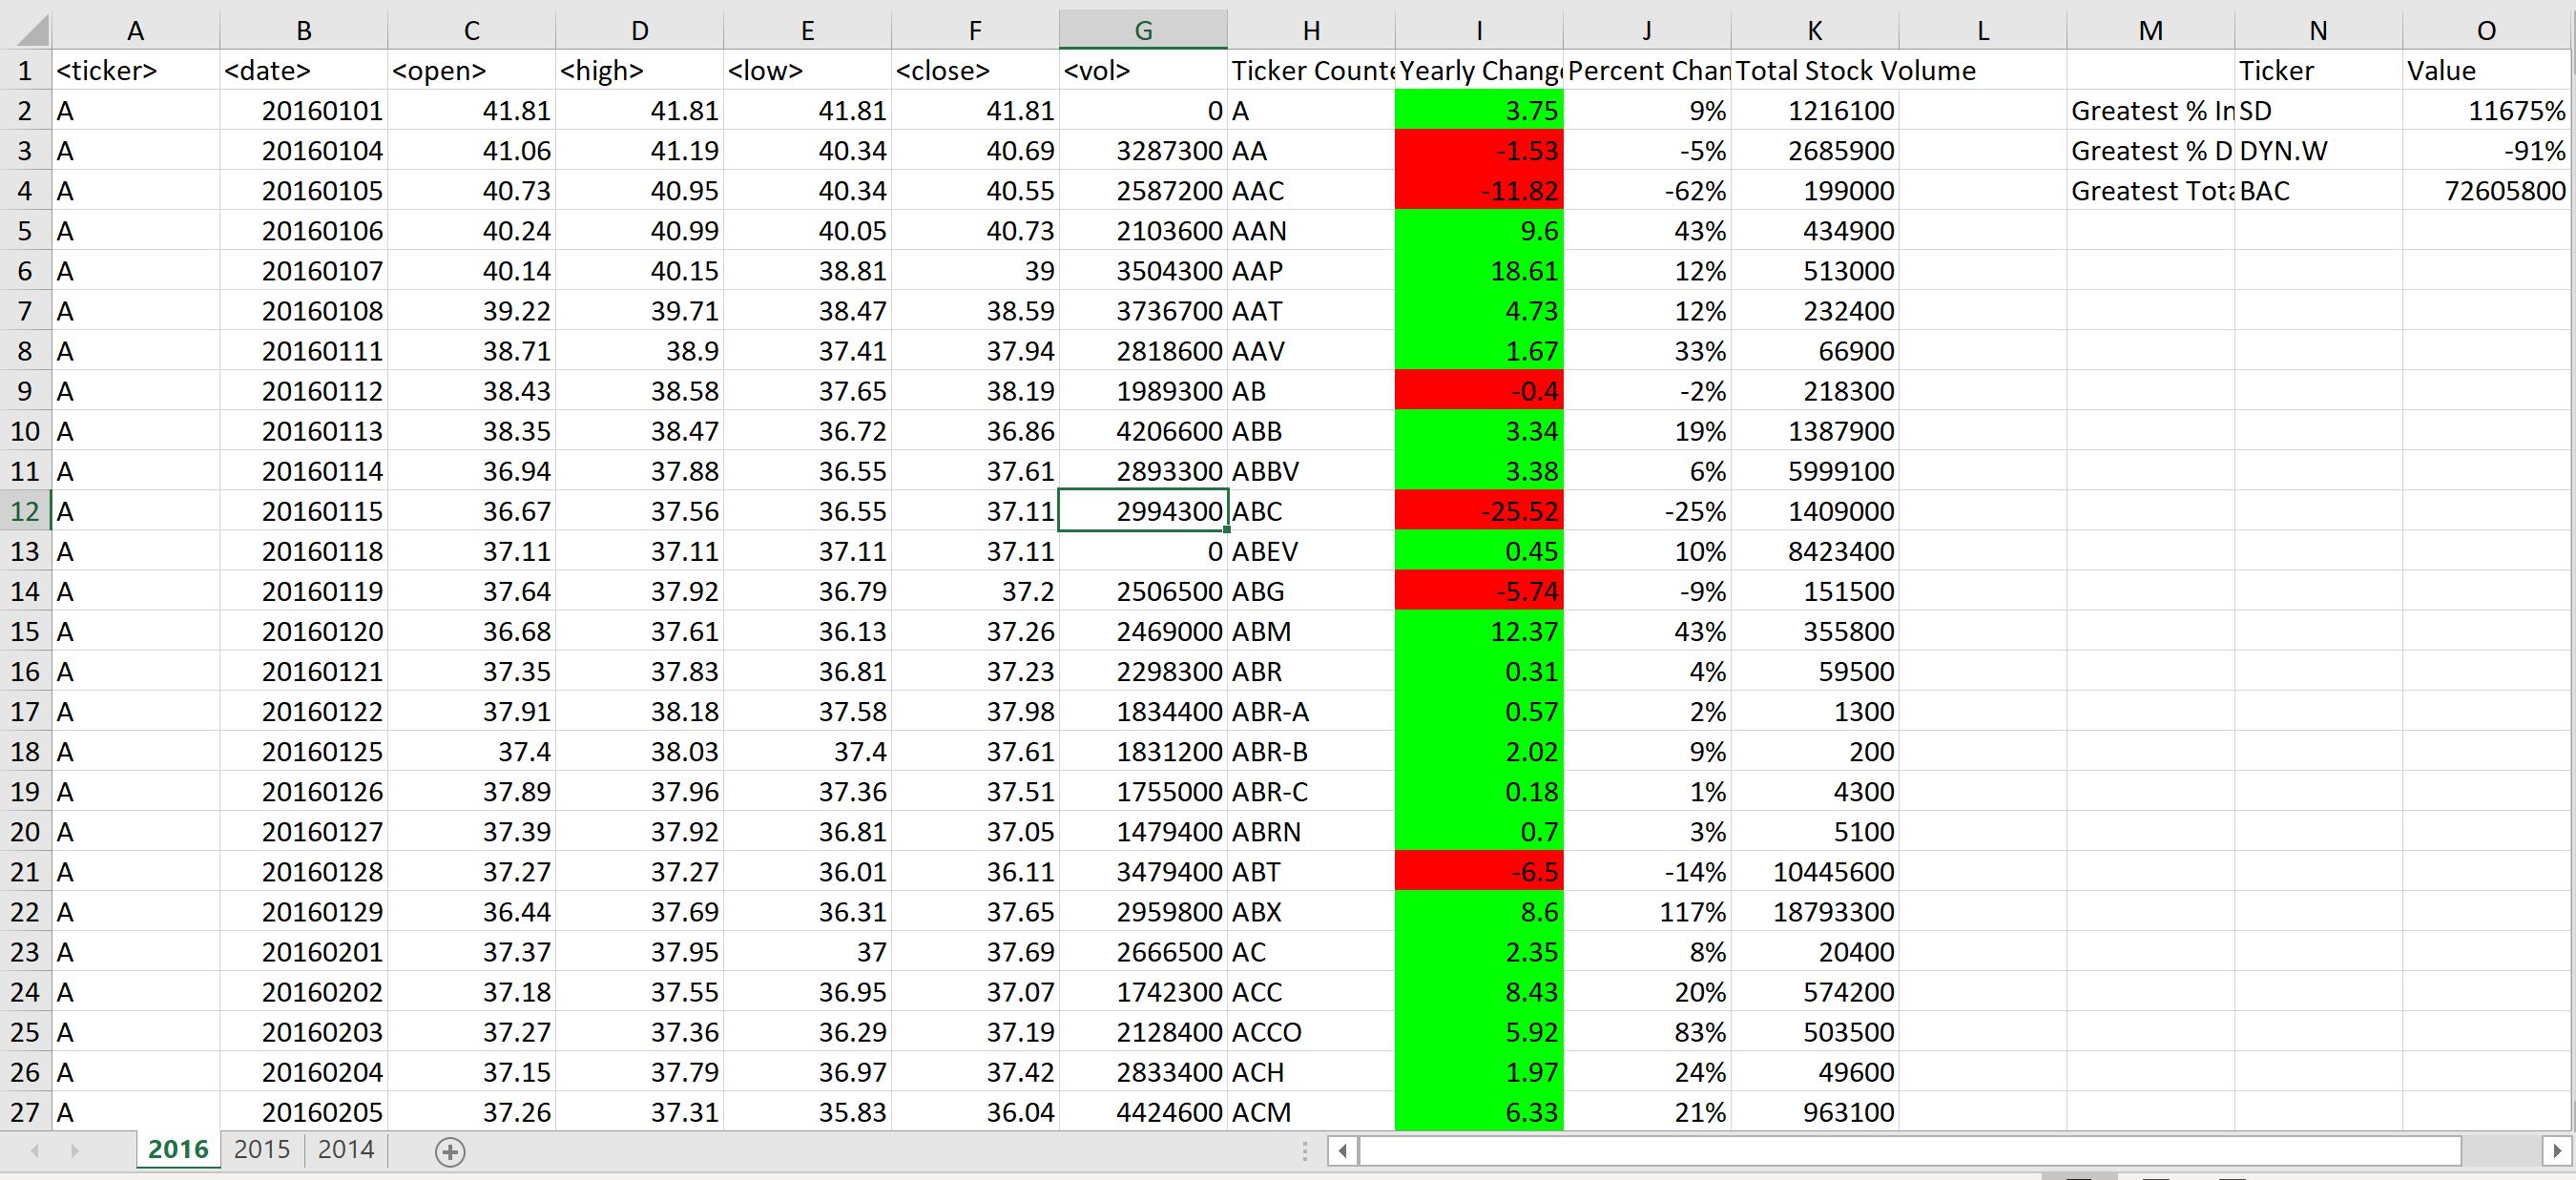 A B C D E F G H I J K L M N O
1 <ticker> <date> <open> <high> <low> <close> <vol> Ticker Counte Yearly Change Percent Chan Total Stock Volume Ticker Value
2 A 20160101 41.81 41.81 41.81 41.81 0 A 3.75 9% 1216100 Greatest % In SD 11675%
3 A 20160104 41.06 41.19 40.34 40.69 3287300 AA -1.53 -5% 2685900 Greatest % D DYN.W -91%
4 A 20160105 40.73 40.95 40.34 40.55 2587200 AAC -11.82 -62% 199000 Greatest Tota BAC 72605800
5 A 20160106 40.24 40.99 40.05 40.73 2103600 AAN 9.6 43% 434900
6 A 20160107 40.14 40.15 38.81 39 3504300 AAP 18.61 12% 513000
7 A 20160108 39.22 39.71 38.47 38.59 3736700 AAT 4.73 12% 232400
8 A 20160111 38.71 38.9 37.41 37.94 2818600 AAV 1.67 33% 66900
9 A 20160112 38.43 38.58 37.65 38.19 1989300 AB -0.4 -2% 218300
10 A 20160113 38.35 38.47 36.72 36.86 4206600 ABB 3.34 19% 1387900
11 A 20160114 36.94 37.88 36.55 37.61 2893300 ABBV 3.38 6% 5999100
12 A 20160115 36.67 37.56 36.55 37.11 2994300 ABC -25.52 -25% 1409000
13 A 20160118 37.11 37.11 37.11 37.11 0 ABEV 0.45 10% 8423400
14 A 20160119 37.64 37.92 36.79 37.2 2506500 ABG -5.74 -9% 151500
15 A 20160120 36.68 37.61 36.13 37.26 2469000 ABM 12.37 43% 355800
16 A 20160121 37.35 37.83 36.81 37.23 2298300 ABR 0.31 4% 59500
17 A 20160122 37.91 38.18 37.58 37.98 1834400 ABR-A 0.57 2% 1300
18 A 20160125 37.4 38.03 37.4 37.61 1831200 ABR-B 2.02 9% 200
19 A 20160126 37.89 37.96 37.36 37.51 1755000 ABR-C 0.18 1% 4300
20 A 20160127 37.39 37.92 36.81 37.05 1479400 ABRN 0.7 3% 5100
21 A 20160128 37.27 37.27 36.01 36.11 3479400 ABT -6.5 -14% 10445600
22 A 20160129 36.44 37.69 36.31 37.65 2959800 ABX 8.6 117% 18793300
23 A 20160201 37.37 37.95 37 37.69 2666500 AC 2.35 8% 20400
24 A 20160202 37.18 37.55 36.95 37.07 1742300 ACC 8.43 20% 574200
25 A 20160203 37.27 37.36 36.29 37.19 2128400 ACCO 5.92 83% 503500
26 A 20160204 37.15 37.79 36.97 37.42 2833400 ACH 1.97 24% 49600
27 A 20160205 37.26 37.31 35.83 36.04 4424600 ACM 6.33 21% 963100
2016 2015 2014